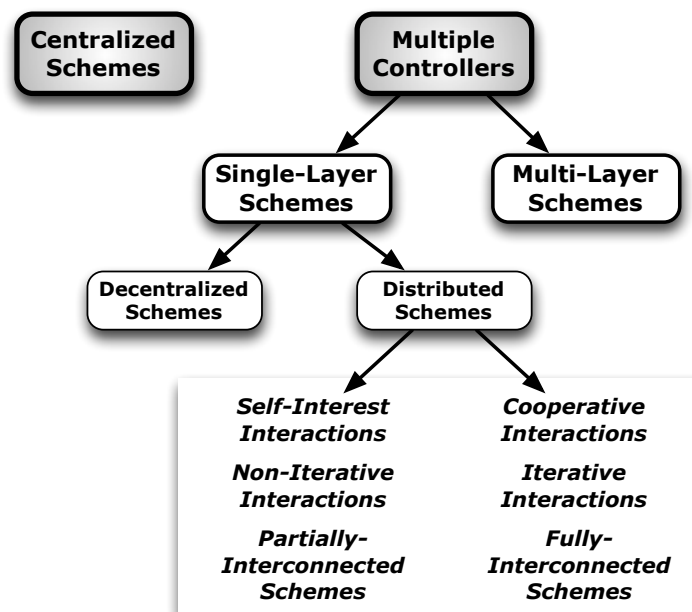 Centralized
Schemes
Multiple
Controllers
Single-Layer
Schemes
Multi-Layer
Schemes
Decentralized
Schemes
Distributed
Schemes
Self-Interest
Interactions
Cooperative
Interactions
Non-Iterative
Interactions
Iterative
Interactions
Partially-
Interconnected
Schemes
Fully-
Interconnected
Schemes